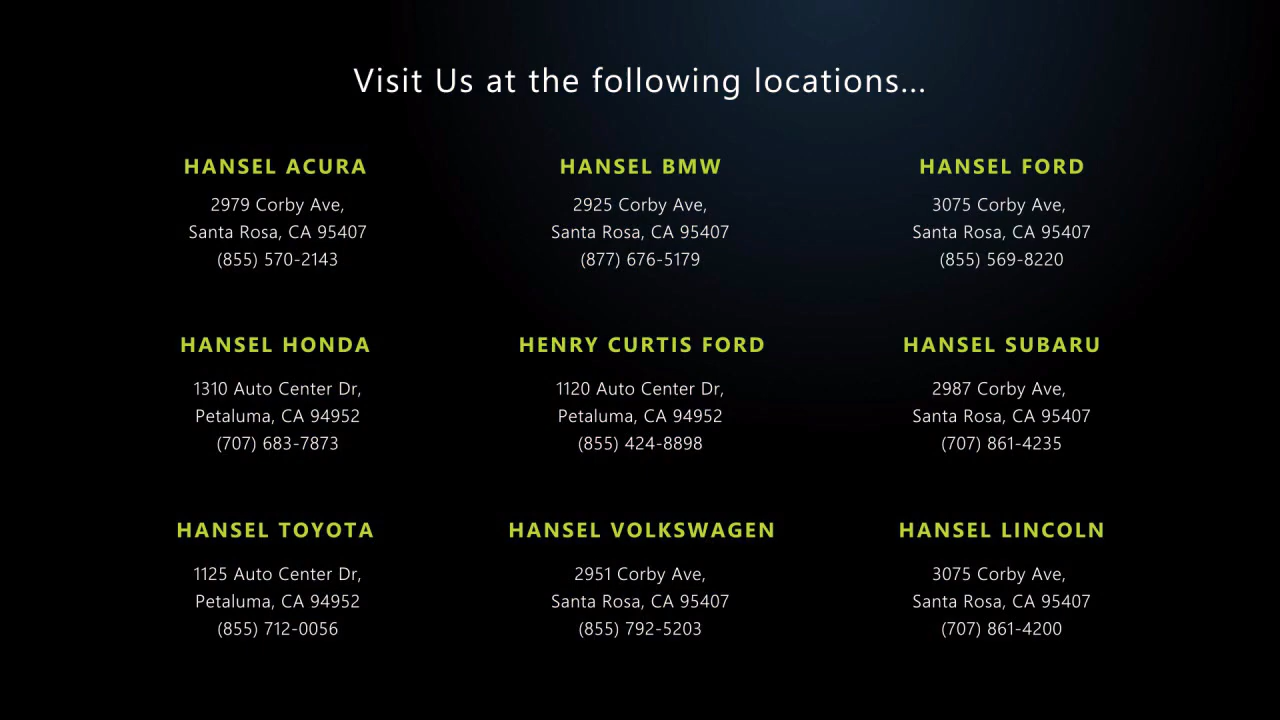 Visit Us at the following locations...
HANSEL ACURA
2979 Corby Ave,
Santa Rosa, CA 95407
(855) 570-2143
HANSEL BMW
2925 Corby Ave,
Santa Rosa, CA 95407
(877) 676-5179
HANSEL FORD
3075 Corby Ave,
Santa Rosa, CA 95407
(855) 569-8220
HANSEL HONDA
1310 Auto Center Dr,
Petaluma, CA 94952
(707) 683-7873
HENRY CURTIS FORD
1120 Auto Center Dr,
Petaluma, CA 94952
(855) 424-8898
HANSEL SUBARU
2987 Corby Ave,
Santa Rosa, CA 95407
(707) 861-4235
HANSEL TOYOTA
1125 Auto Center Dr,
Petaluma, CA 94952
(855) 712-0056
HANSEL VOLKSWAGEN
2951 Corby Ave,
Santa Rosa, CA 95407
(855) 792-5203
HANSEL LINCOLN
3075 Corby Ave,
Santa Rosa, CA 95407
(707) 861-4200